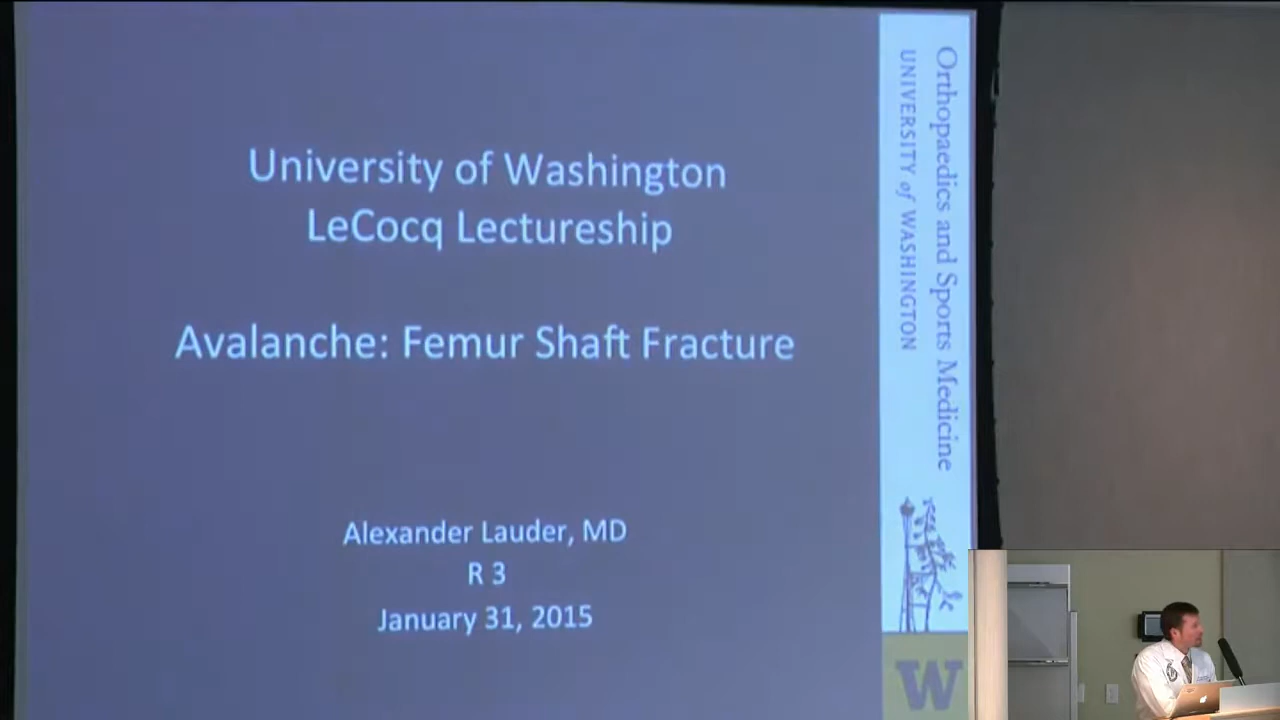 University of Washington
LeCocq Lectureship
Avalanche: Femur Shaft Fracture
Alexander Lauder, MD
R 3
January 31, 2015
Orthopaedics and Sports Medicine
UNIVERSITY of WASHINGTON
W